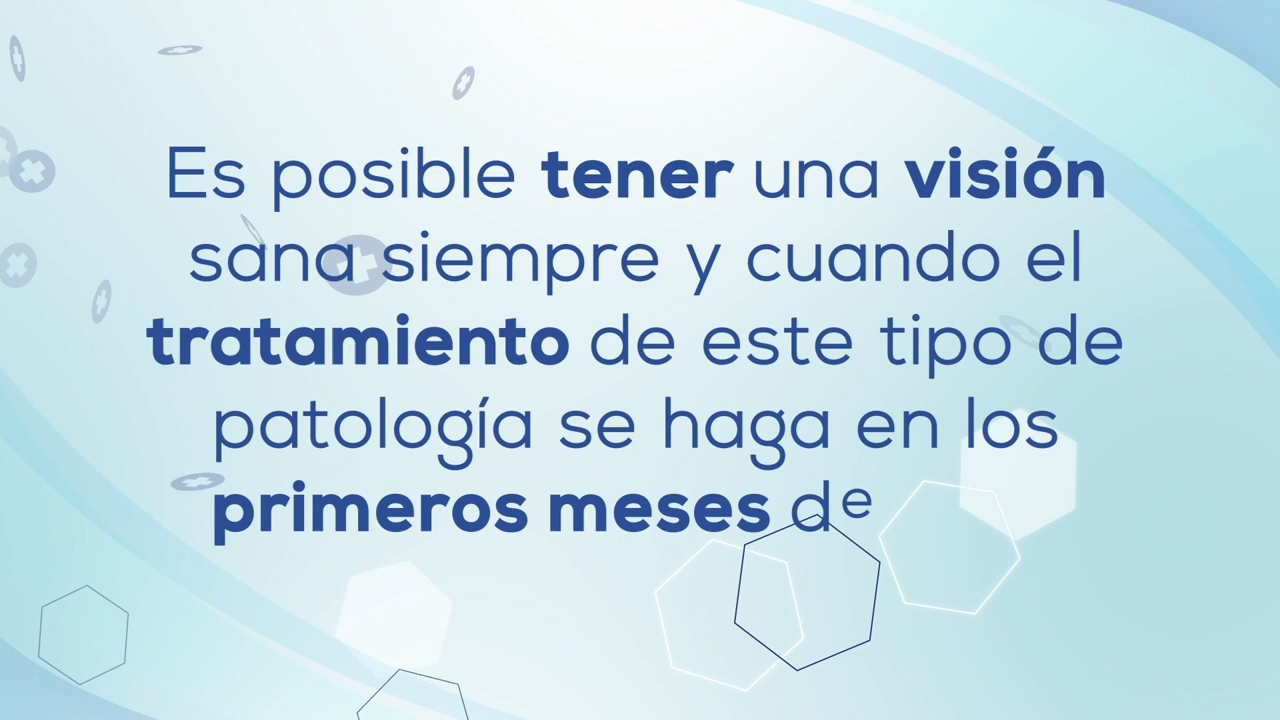 Es posible tener una visión
sana siempre y cuando el
tratamiento de este tipo de
patología se haga en los
primeros meses de